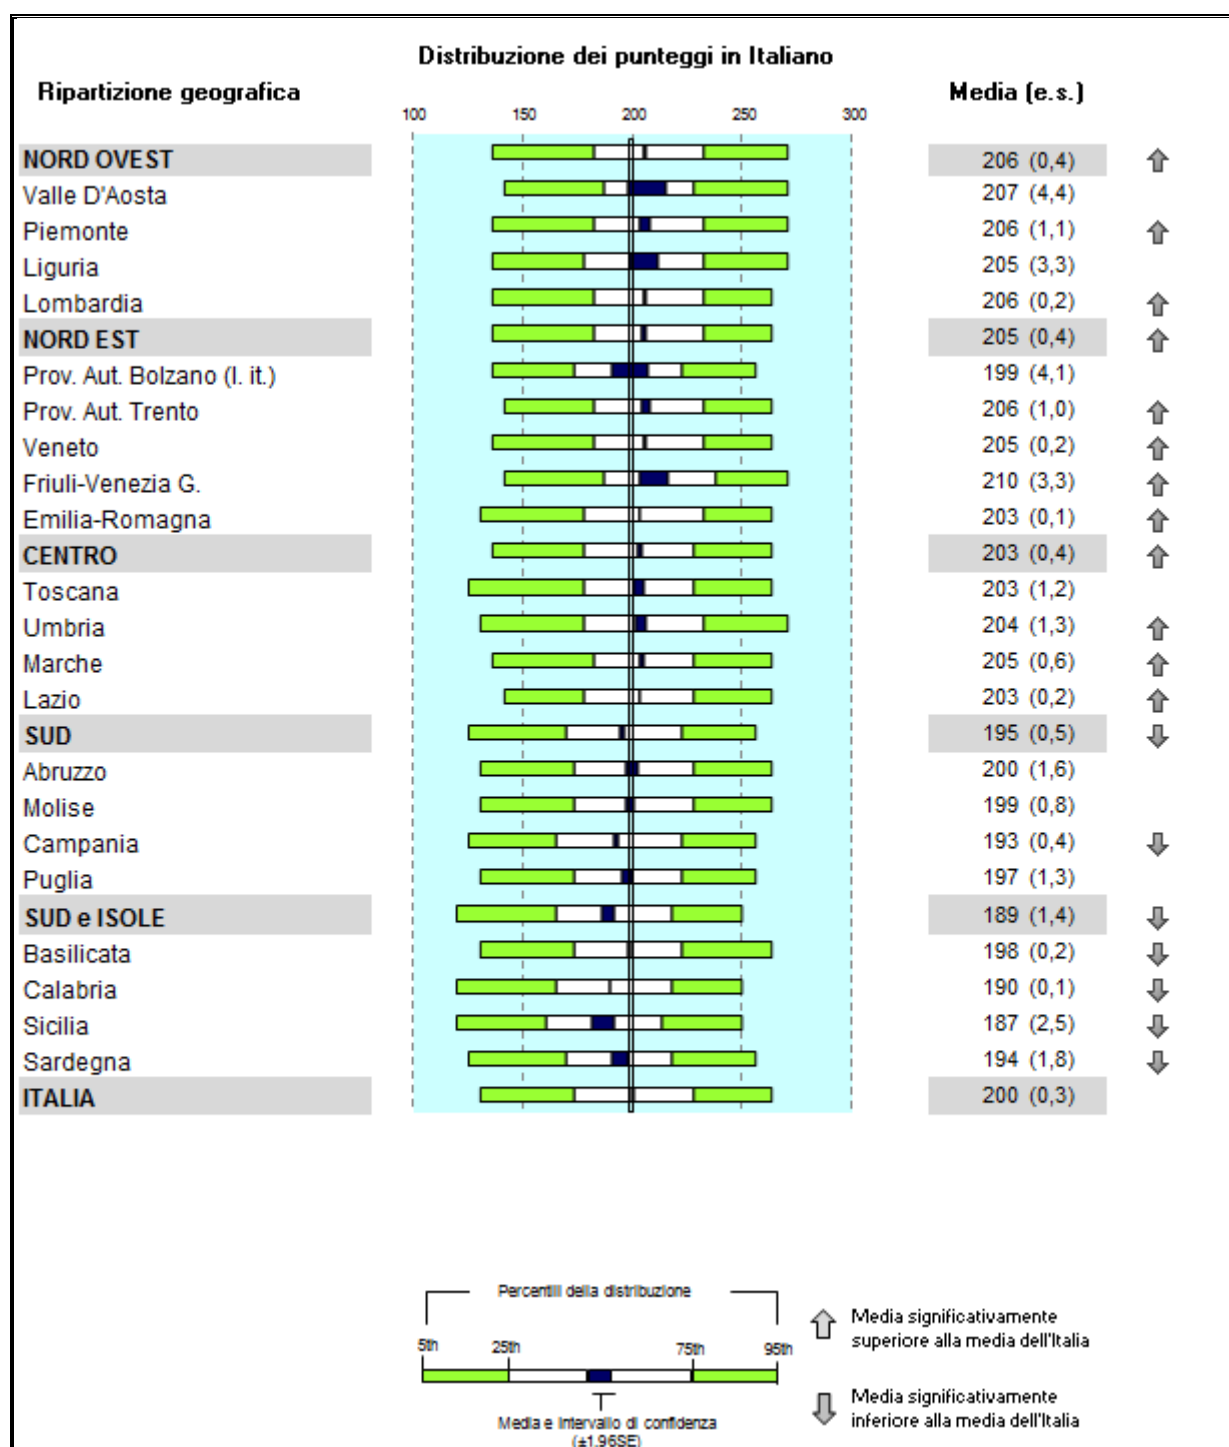 Distribuzione dei punteggi in Italiano
Ripartizione geografica Media (e.s.)
100 150 200 250 300
NORD OVEST 206 (0,4)
Valle D'Aosta 207 (4,4)
Piemonte 206 (1,1)
Liguria 205 (3,3)
Lombardia 206 (0,2)
NORD EST 205 (0,4)
Prov. Aut. Bolzano (l. it.) 199 (4,1)
Prov. Aut. Trento 206 (1,0)
Veneto 205 (0,2)
Friuli-Venezia G. 210 (3,3)
Emilia-Romagna 203 (0,1)
CENTRO 203 (0,4)
Toscana 203 (1,2)
Umbria 204 (1,3)
Marche 205 (0,6)
Lazio 203 (0,2)
SUD 195 (0,5)
Abruzzo 200 (1,6)
Molise 199 (0,8)
Campania 193 (0,4)
Puglia 197 (1,3)
SUD e ISOLE 189 (1,4)
Basilicata 198 (0,2)
Calabria 190 (0,1)
Sicilia 187 (2,5)
Sardegna 194 (1,8)
ITALIA 200 (0,3)
Percentili della distribuzione
5th 25th 75th 95th
Media e Intervallo di confidenza
(±1.96SE)
Media significativamente
superiore alla media dell'Italia
Media significativamente
inferiore alla media dell'Italia